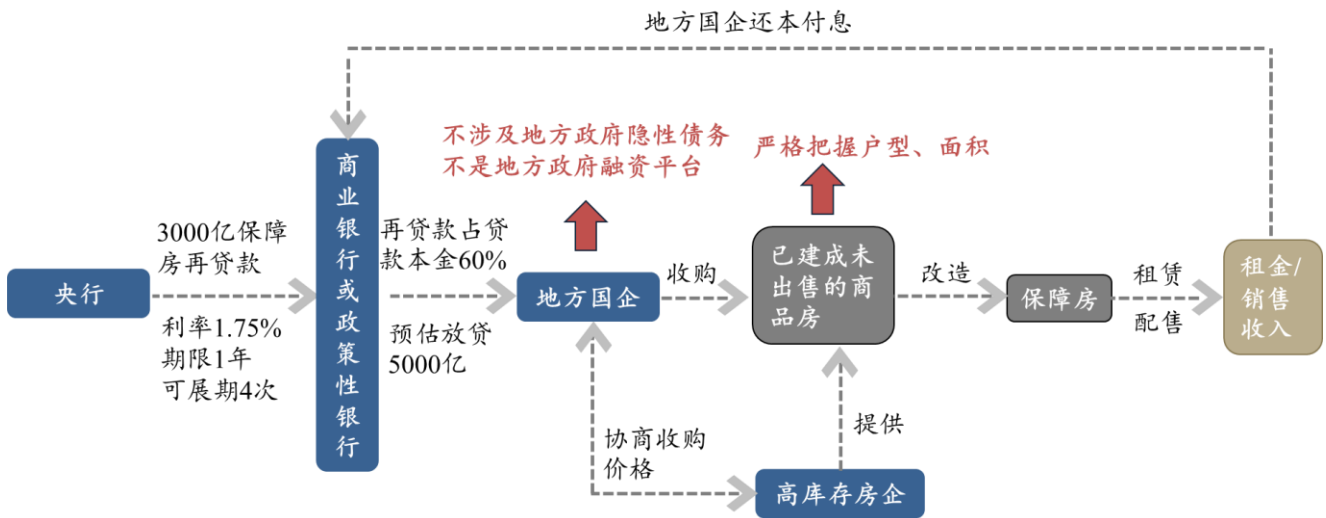 地方国企还本付息
不涉及地方政府隐性债务
不是地方政府融资平台
严格把握户型、面积
央行
3000亿保障
房再贷款
利率1.75%
期限1年
可展期4次
商业银行或政策性银行
再贷款占贷
款本金60%
预估放贷
5000亿
地方国企
收购
已建成未
出售的商
品房
改造
保障房
租赁
配售
租金/
销售
收入
协商收购
价格
提供
高库存房企